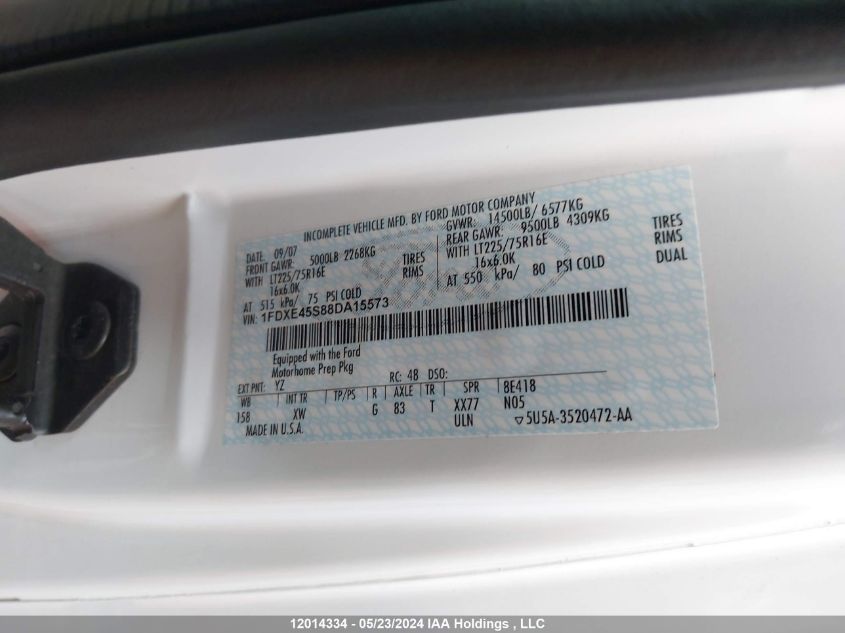 INCOMPLETE VEHICLE MFD. BY FORD MOTOR COMPANY
DATE: 09/07 GVWR: 14500LB/ 6577KG
FRONT GAWR: 5000LB 2268KG REAR GAWR: 9500LB 4309KG
WITH LT225/75R16E TIRES WITH LT225/75R16E TIRES
16x6.0K RIMS 16x6.0K RIMS
AT 515 kPa/ 75 PSI COLD AT 550 kPa/ 80 PSI COLD DUAL
VIN: 1FDXE45S88DA15573
Equipped with the Ford
Motorhome Prep Pkg
EXT PNT: YZ RC: 48 DSO:
WB INT TR TP/PS R AXLE TR SPR 8E418
158 XW G 83 T XX77 N05
ULN
MADE IN U.S.A. ▽5U5A-3520472-AA
12014334 - 05/23/2024 IAA Holdings , LLC